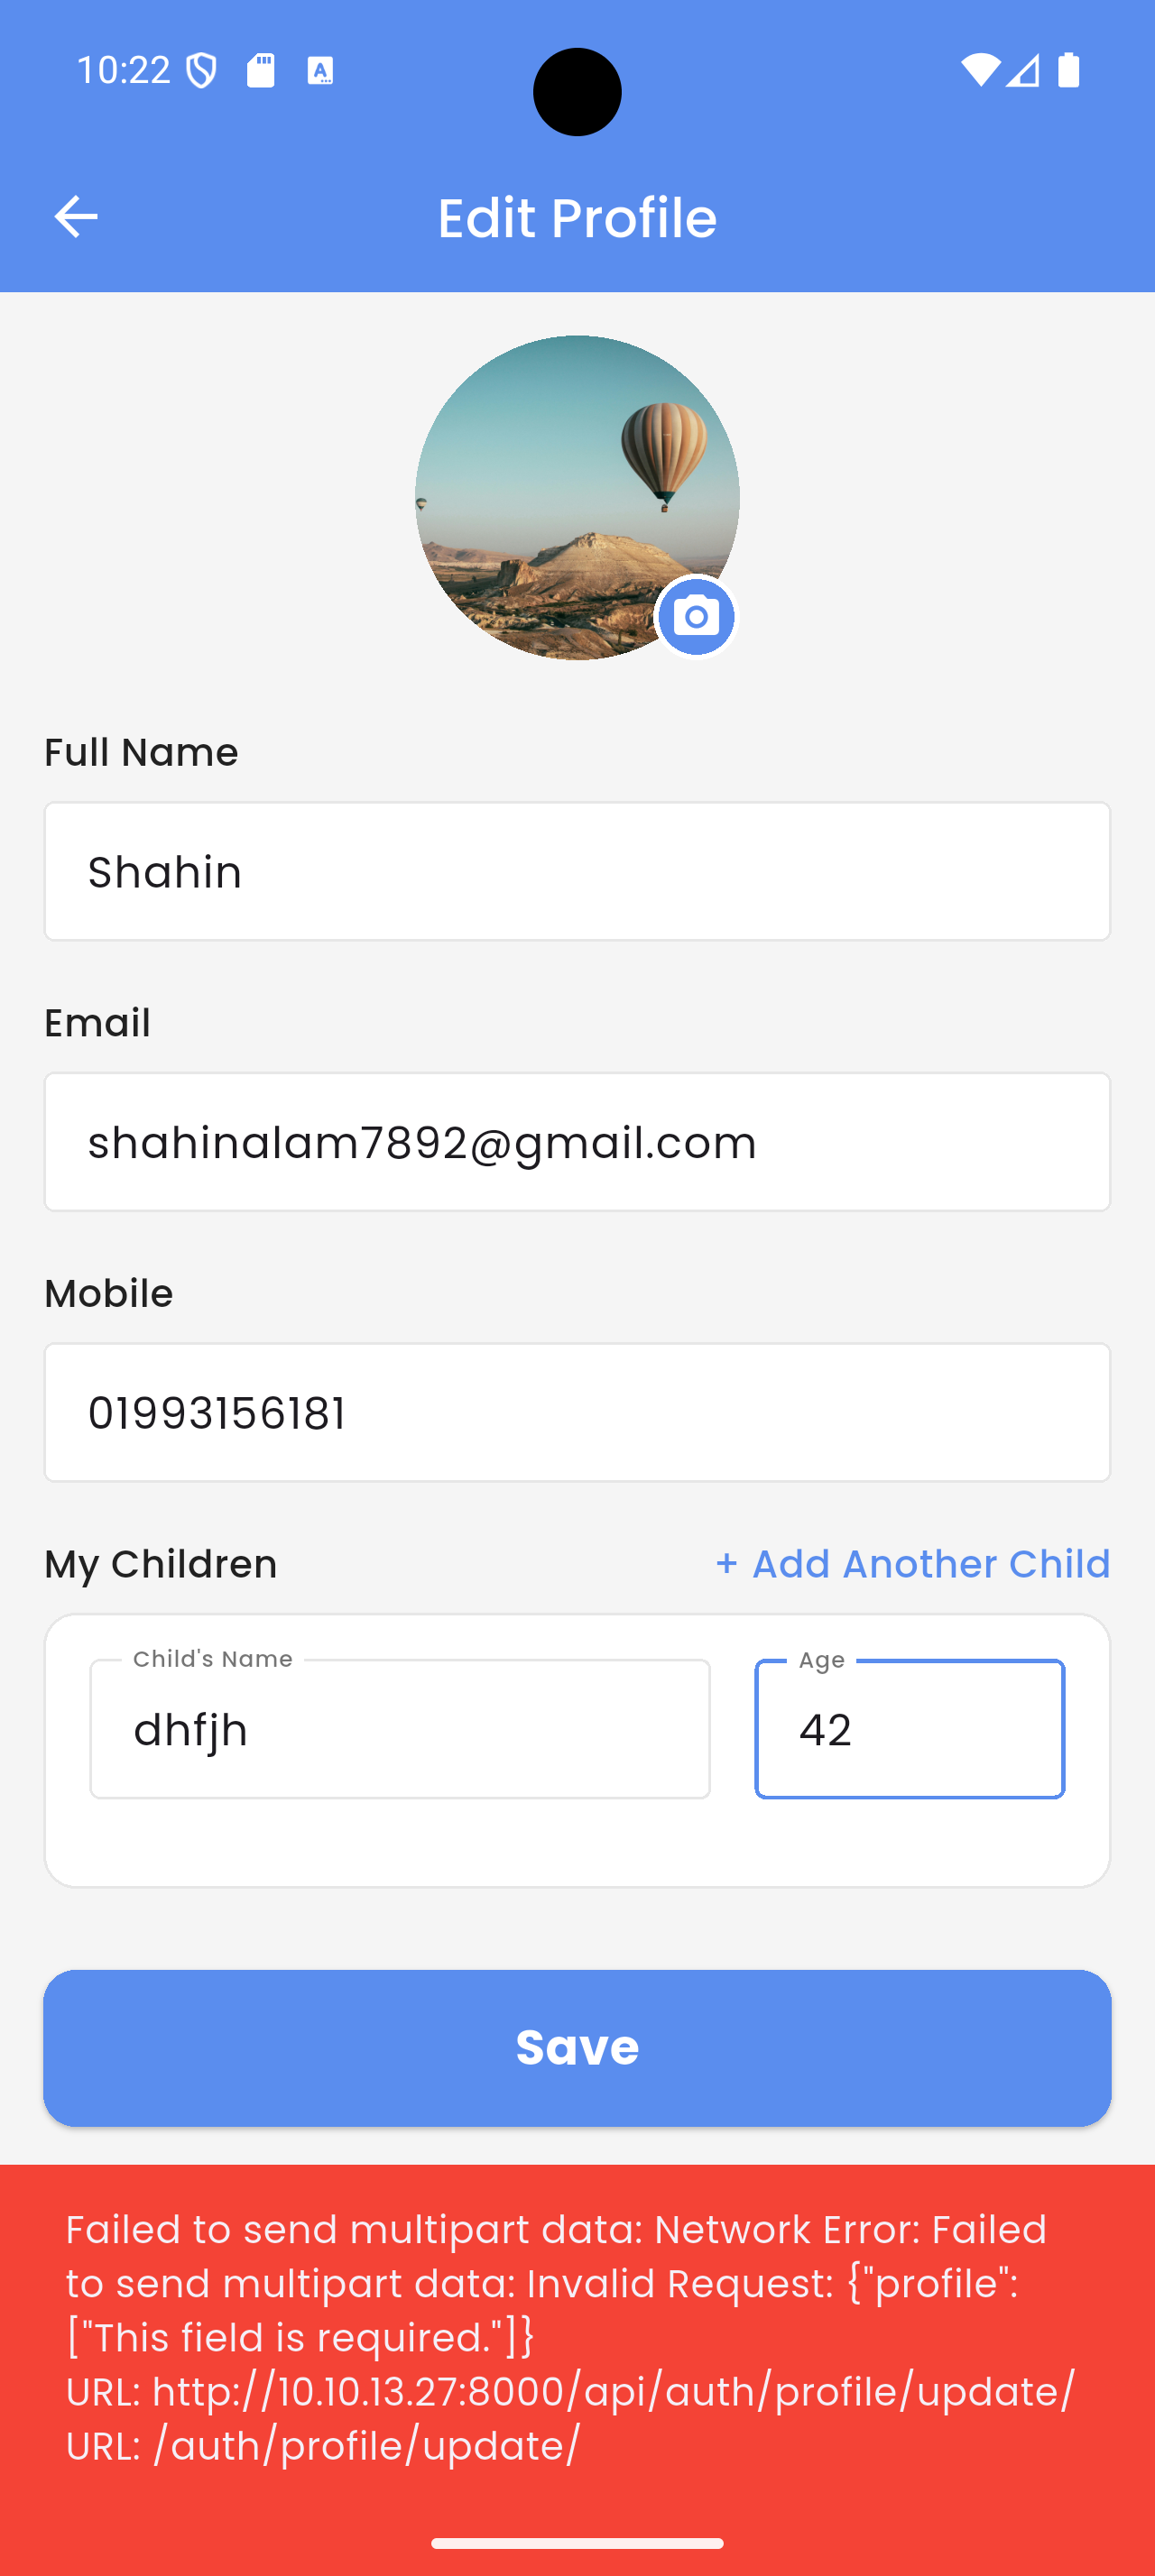 10:22
Edit Profile
Full Name
Shahin
Email
shahinalam7892@gmail.com
Mobile
01993156181
My Children
+ Add Another Child
Child's Name
Age
dhfjh
42
Save
Failed to send multipart data: Network Error: Failed
to send multipart data: Invalid Request: {"profile":
["This field is required."]}
URL: http://10.10.13.27:8000/api/auth/profile/update/
URL: /auth/profile/update/